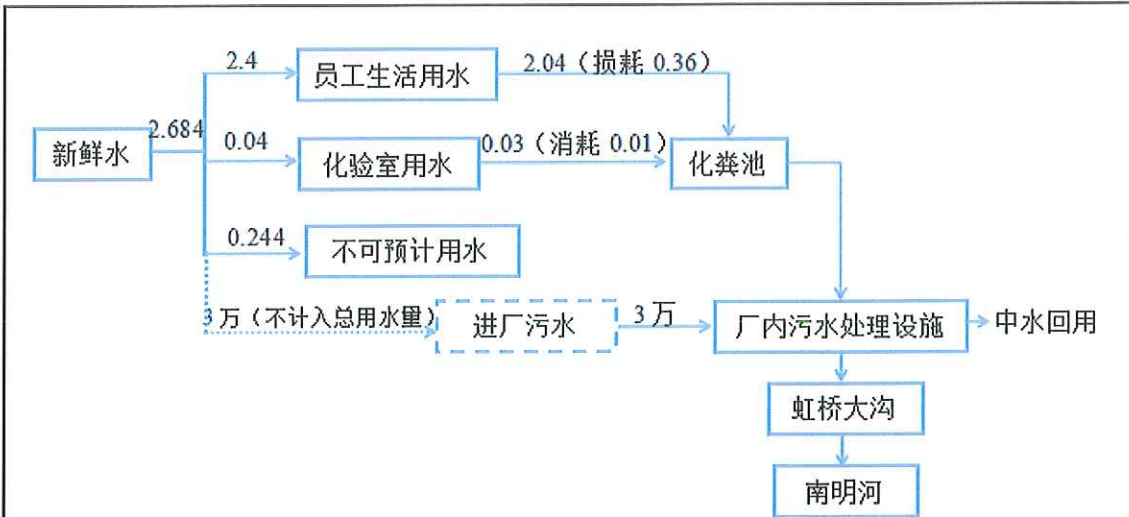 2.4
员工生活用水
2.04（损耗 0.36）
新鲜水
2.684
0.04
化验室用水
0.03（消耗 0.01）
化粪池
0.244
不可预计用水
3万（不计入总用水量）
进厂污水
3万
厂内污水处理设施
中水回用
虹桥大沟
南明河